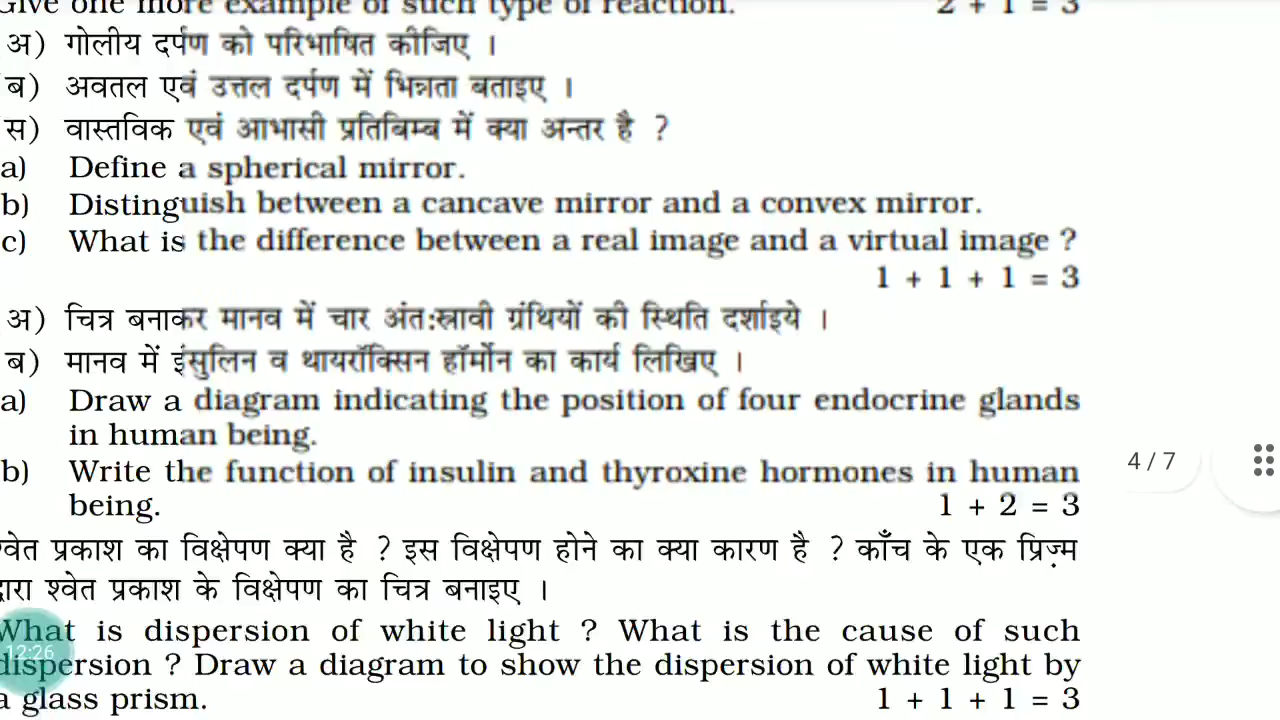 Give one more example of such type of reaction. 2 + 1 = 3
अ) गोलीय दर्पण को परिभाषित कीजिए ।
ब) अवतल एवं उत्तल दर्पण में भिन्नता बताइए ।
स) वास्तविक एवं आभासी प्रतिबिम्ब में क्या अन्तर है ?
a) Define a spherical mirror.
b) Distinguish between a cancave mirror and a convex mirror.
c) What is the difference between a real image and a virtual image ?
1 + 1 + 1 = 3
अ) चित्र बनाकर मानव में चार अंत:स्रावी ग्रंथियों की स्थिति दर्शाइये ।
ब) मानव में इंसुलिन व थायरॉक्सिन हॉर्मोन का कार्य लिखिए ।
a) Draw a diagram indicating the position of four endocrine glands
in human being.
b) Write the function of insulin and thyroxine hormones in human
4 / 7
being. 1 + 2 = 3
श्वेत प्रकाश का विक्षेपण क्या है ? इस विक्षेपण होने का क्या कारण है ? काँच के एक प्रिज़्म
द्वारा श्वेत प्रकाश के विक्षेपण का चित्र बनाइए ।
What is dispersion of white light ? What is the cause of such
12:26
dispersion ? Draw a diagram to show the dispersion of white light by
a glass prism. 1 + 1 + 1 = 3